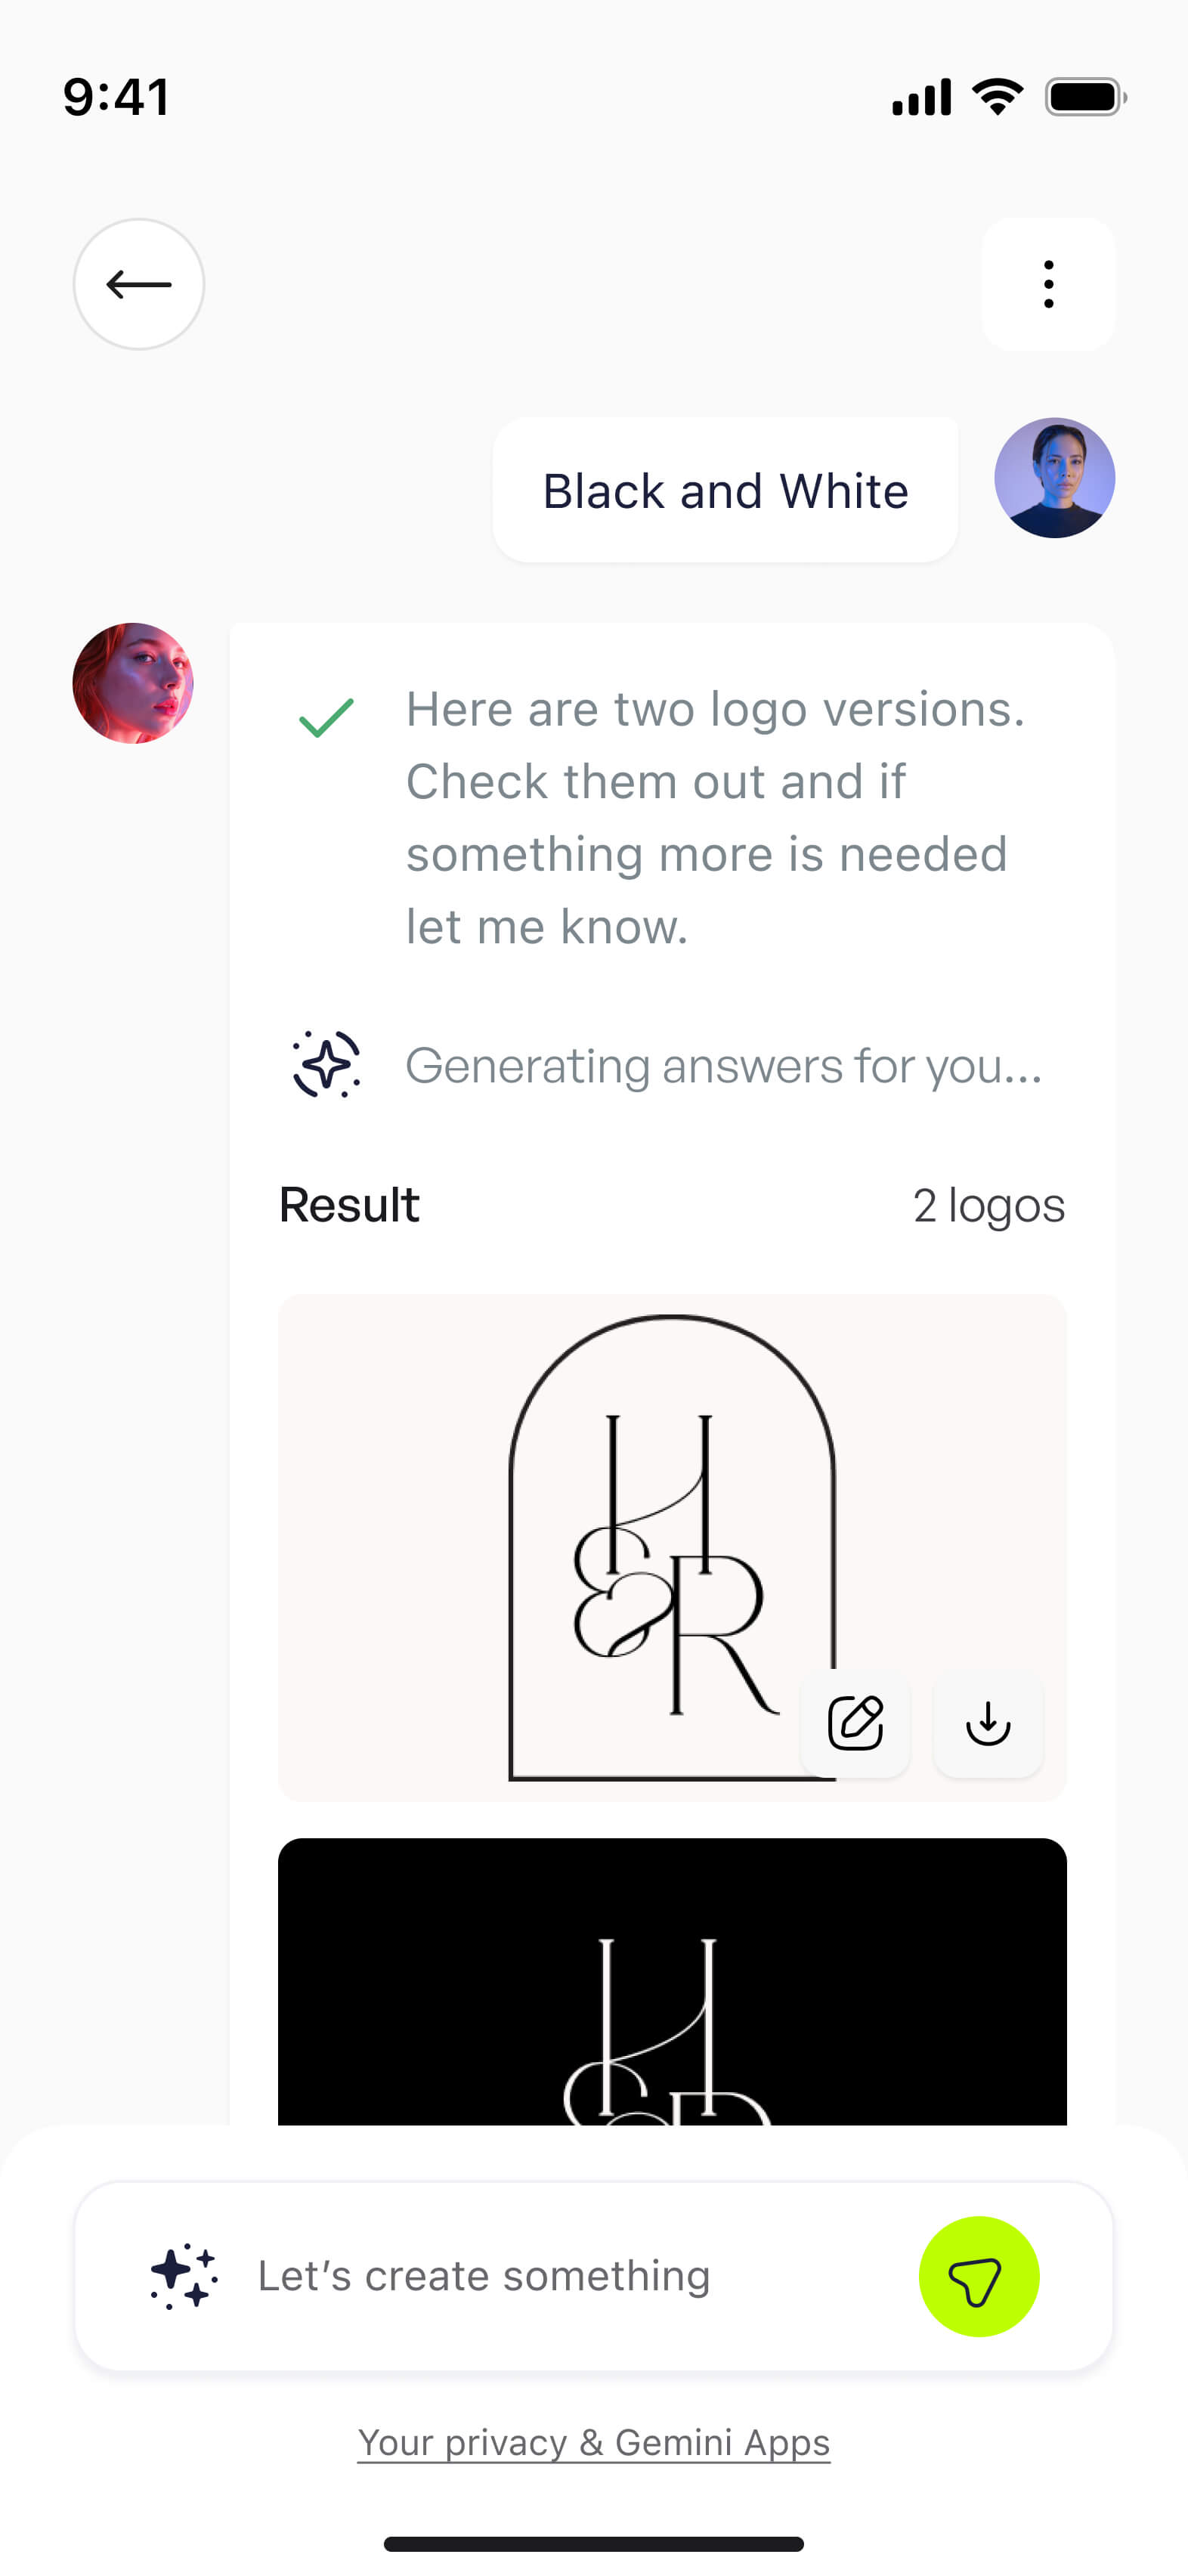 9:41
Black and White
Here are two logo versions.
Check them out and if
something more is needed
let me know.
Generating answers for you...
Result
2 logos
H
&R
H
&R
Let’s create something
Your privacy & Gemini Apps